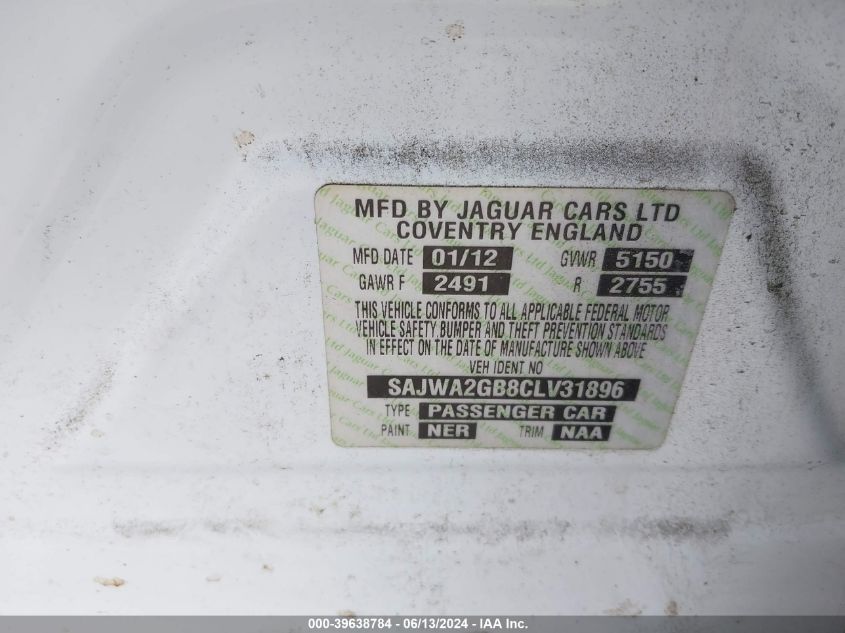 MFD BY JAGUAR CARS LTD
COVENTRY ENGLAND
MFD DATE 01/12 GVWR 5150
GAWR F 2491 R 2755
THIS VEHICLE CONFORMS TO ALL APPLICABLE FEDERAL MOTOR
VEHICLE SAFETY, BUMPER AND THEFT PREVENTION STANDARDS
IN EFFECT ON THE DATE OF MANUFACTURE SHOWN ABOVE
VEH IDENT NO
SAJWA2GB8CLV31896
TYPE PASSENGER CAR
PAINT NER TRIM NAA
000-39638784 - 06/13/2024 - IAA Inc.